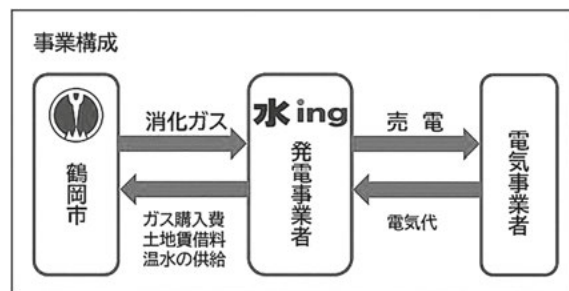 事業構成
鶴岡市
消化ガス
ガス購入費
土地賃借料
温水の供給
水ing
発電事業者
売電
電気代
電気事業者